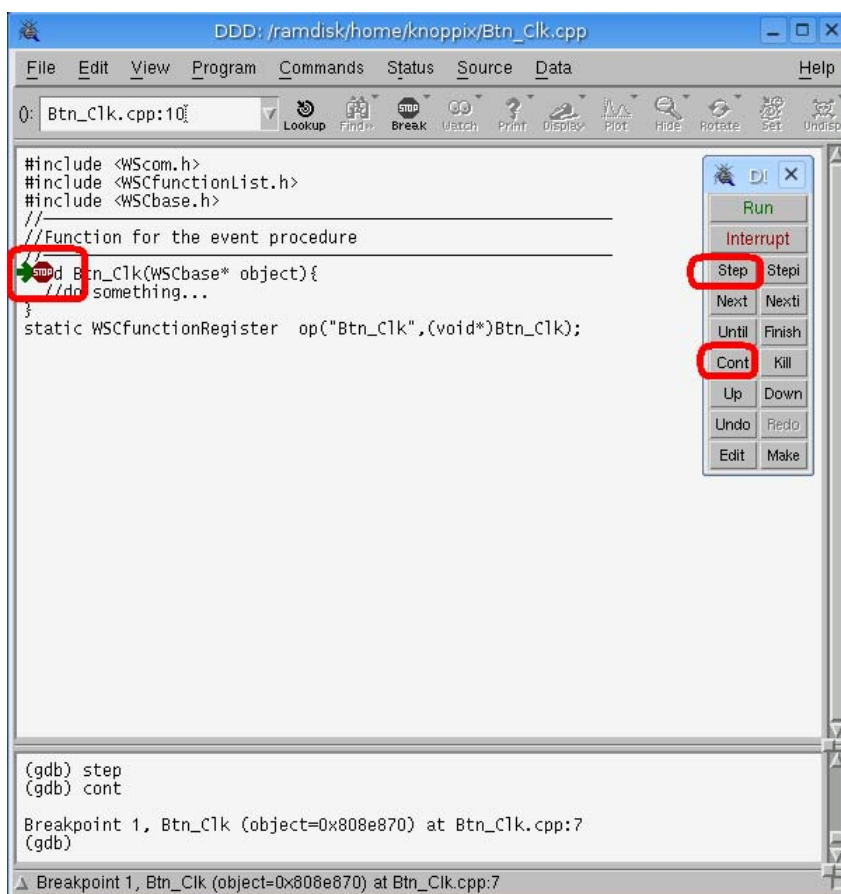 DDD: /ramdisk/home/knoppix/Btn_Clk.cpp
File Edit View Program Commands Status Source Data Help
(): Btn_Clk.cpp:10
Lookup Find» Break Watch Print Display Plot Hide Rotate Set Undisp
#include <WScom.h>
#include <WSCfunctionList.h>
#include <WSCbase.h>
//
//Function for the event procedure
//
STOP d Btn_Clk(WSCbase* object){
//do something...
}
static WSCfunctionRegister op("Btn_Clk",(void*)Btn_Clk);
D!
Run
Interrupt
Step Stepi
Next Nexti
Until Finish
Cont Kill
Up Down
Undo Redo
Edit Make
(gdb) step
(gdb) cont
Breakpoint 1, Btn_Clk (object=0x808e870) at Btn_Clk.cpp:7
(gdb)
Breakpoint 1, Btn_Clk (object=0x808e870) at Btn_Clk.cpp:7